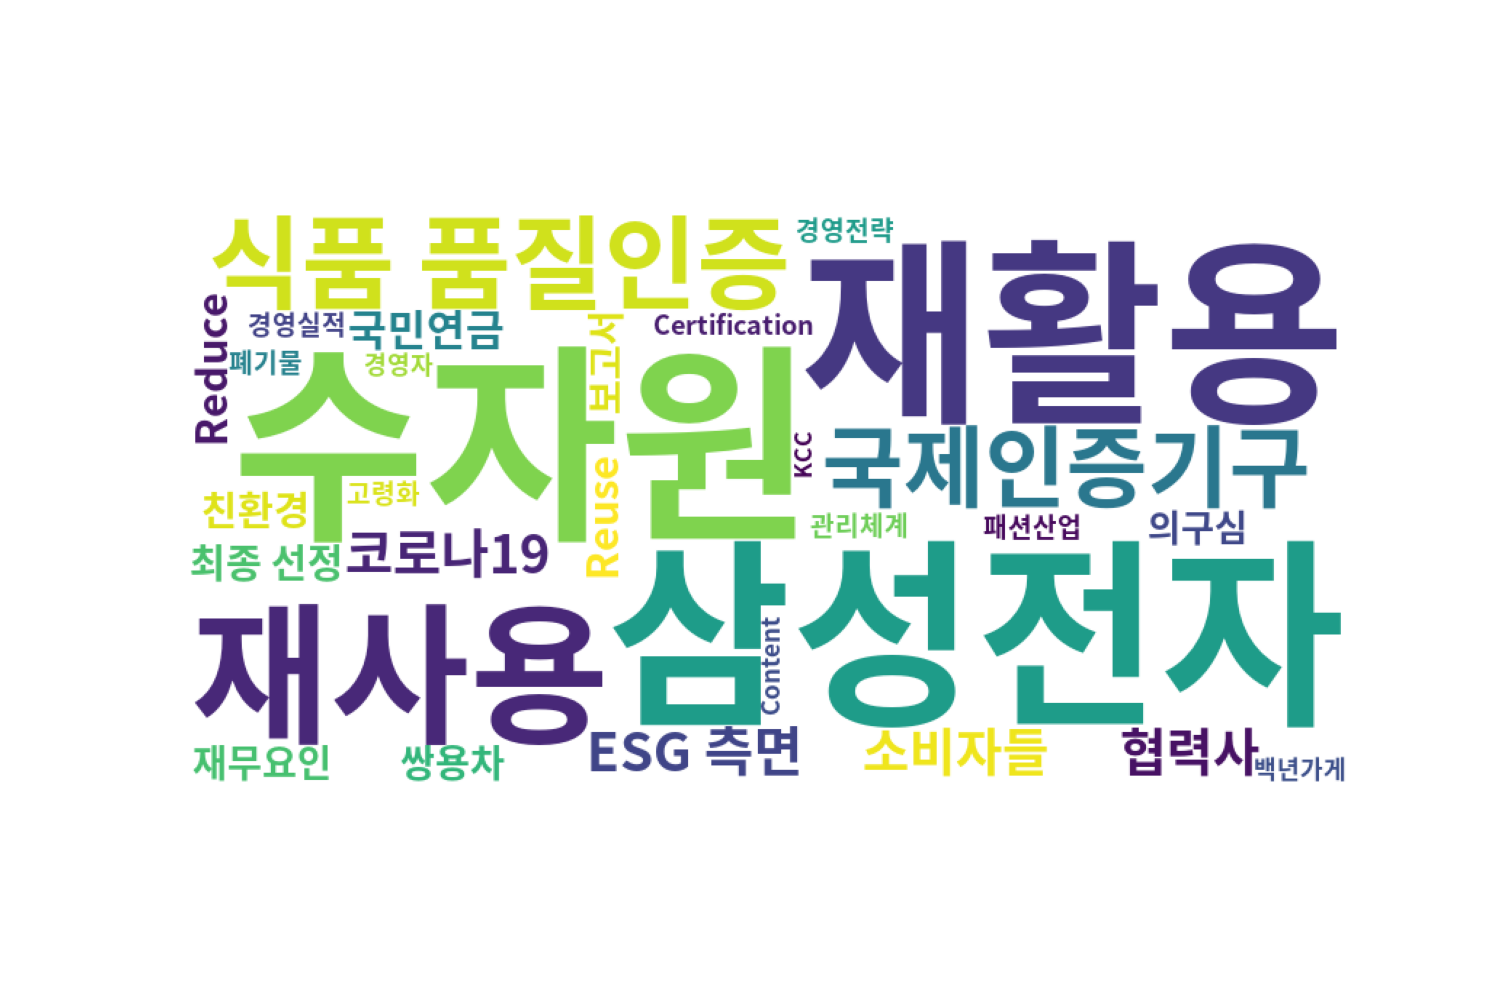 식품 품질인증
경영전략
재활용
Reduce
경영실적
국민연금
보고서
Certification
폐기물
경영자
수자원
KCC
국제인증기구
친환경
고령화
Reuse
관리체계
패션산업
의구심
최종 선정
코로나19
삼성전자
재사용
Content
재무요인
쌍용차
ESG 측면
소비자들
협력사
백년가게